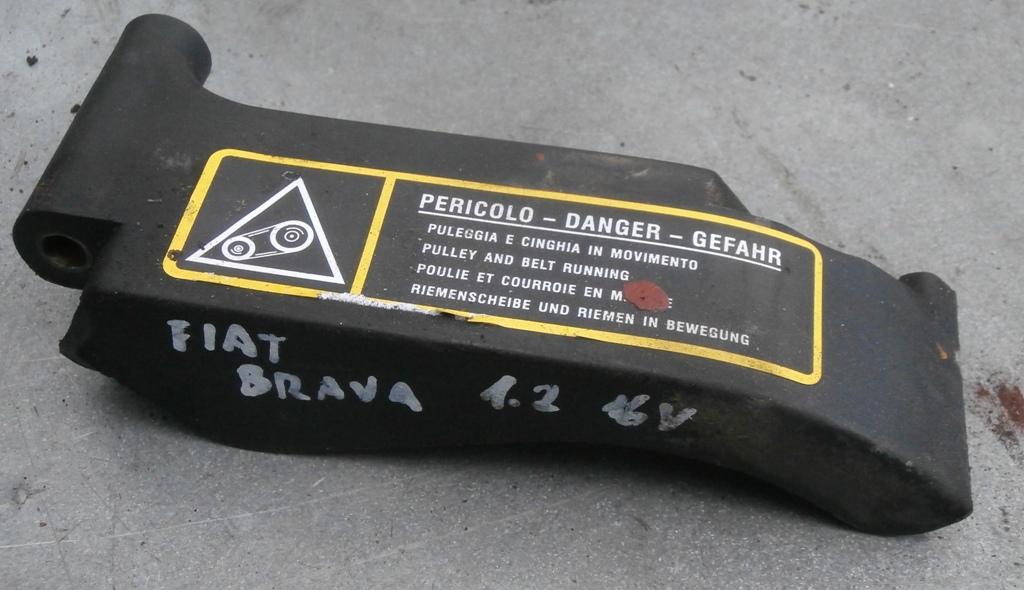 PERICOLO – DANGER – GEFAHR
PULEGGIA E CINGHIA IN MOVIMENTO
PULLEY AND BELT RUNNING
POULIE ET COURROIE EN
RIEMENSCHEIBE UND RIEMEN IN BEWEGUNG
FIAT
BRAVA 1.2 16V